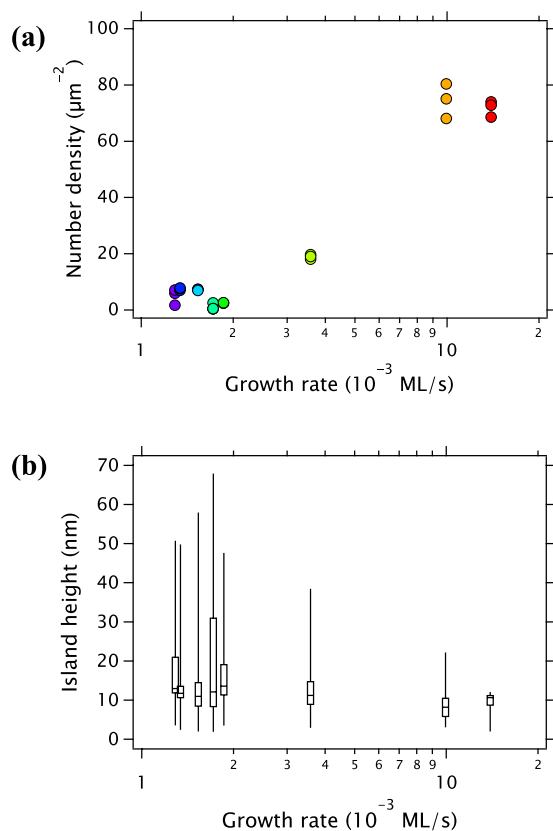 (a)
100
80
60
40
20
0
Number density (µm⁻²)
1 2 3 4 5 6 7 8 9 10 2
Growth rate (10⁻³ ML/s)
(b)
70
60
50
40
30
20
10
0
Island height (nm)
1 2 3 4 5 6 7 8 9 10 2
Growth rate (10⁻³ ML/s)